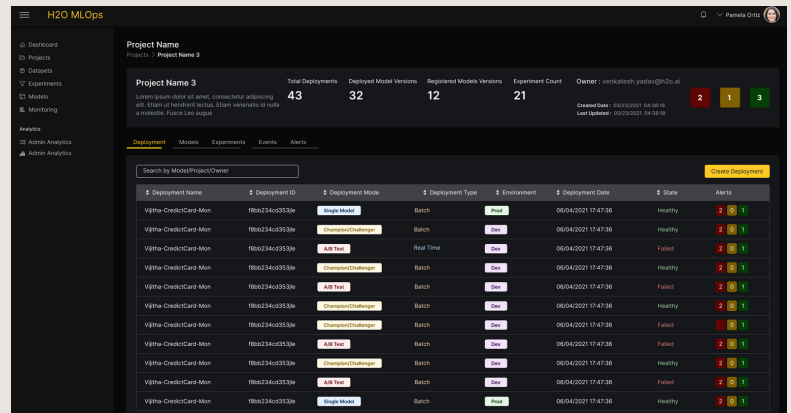 H2O MLOps
Pamela Ortiz
Dashboard
Projects
Datasets
Experiments
Models
Monitoring
Analytics
Admin Analytics
Admin Analytics
Project Name
Projects > Project Name 3
Project Name 3
Lorem ipsum dolor sit amet, consectetur adipiscing
elit. Etiam ut hendrerit lectus. Etiam venenatis id nulla
a molestie. Fusce Leo augue
Total Deployments
43
Deployed Model Versions
32
Registered Models Versions
12
Experiment Count
21
Owner : venkatesh.yadav@h2o.ai
Created Date : 03/23/2021 04:38:18
Last Updated : 03/23/2021 04:38:18
2 1 3
Deployment Models Experiments Events Alerts
Search by Model/Project/Owner
Create Deployment
Deployment Name Deployment ID Deployment Mode Deployment Type Environment Deployment Date State Alerts
Vijitha-CredictCard-Mon f8bb234cd353jle Single Model Batch Prod 06/04/2021 17:47:36 Healthy 2 0 1
Vijitha-CredictCard-Mon f8bb234cd353jle Champion/Challenger Batch Dev 06/04/2021 17:47:36 Healthy 2 0 1
Vijitha-CredictCard-Mon f8bb234cd353jle A/B Test Real Time Dev 06/04/2021 17:47:36 Failed 2 0 1
Vijitha-CredictCard-Mon f8bb234cd353jle Champion/Challenger Batch Dev 06/04/2021 17:47:36 Healthy 2 0 1
Vijitha-CredictCard-Mon f8bb234cd353jle A/B Test Batch Dev 06/04/2021 17:47:36 Failed 2 0 1
Vijitha-CredictCard-Mon f8bb234cd353jle Champion/Challenger Batch Dev 06/04/2021 17:47:36 Healthy 2 0 1
Vijitha-CredictCard-Mon f8bb234cd353jle Champion/Challenger Batch Dev 06/04/2021 17:47:36 Failed 0 1
Vijitha-CredictCard-Mon f8bb234cd353jle A/B Test Batch Dev 06/04/2021 17:47:36 Failed 2 0 1
Vijitha-CredictCard-Mon f8bb234cd353jle Champion/Challenger Batch Dev 06/04/2021 17:47:36 Healthy 2 0 1
Vijitha-CredictCard-Mon f8bb234cd353jle A/B Test Batch Dev 06/04/2021 17:47:36 Failed 2 0 1
Vijitha-CredictCard-Mon f8bb234cd353jle Single Model Batch Prod 06/04/2021 17:47:36 Healthy 2 0 1